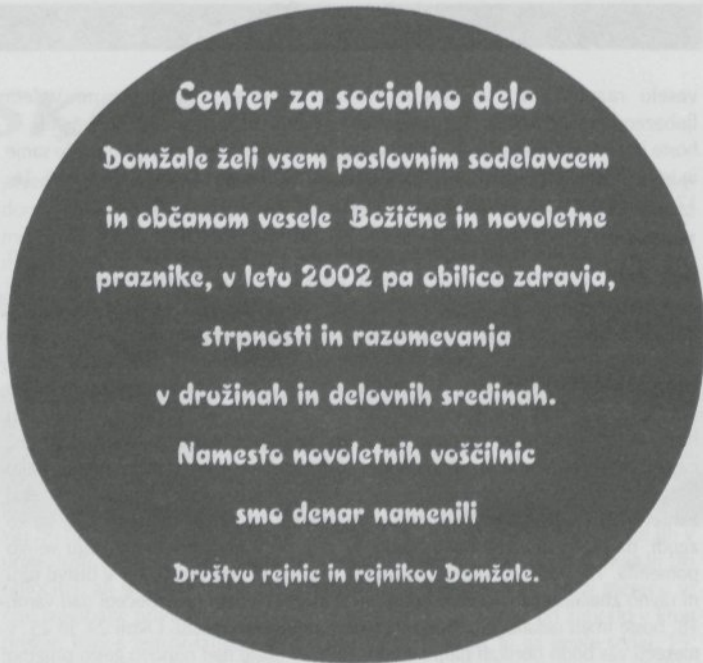 Center za socialno delo
Domžale želi vsem poslovnim sodelavcem
in občanom vesele Božične in novoletne
praznike, v letu 2002 pa obilico zdravja,
strpnosti in razumevanja
v družinah in delovnih sredinah.
Namesto novoletnih voščilnic
smo denar namenili
Društvu rejnic in rejnikov Domžale.